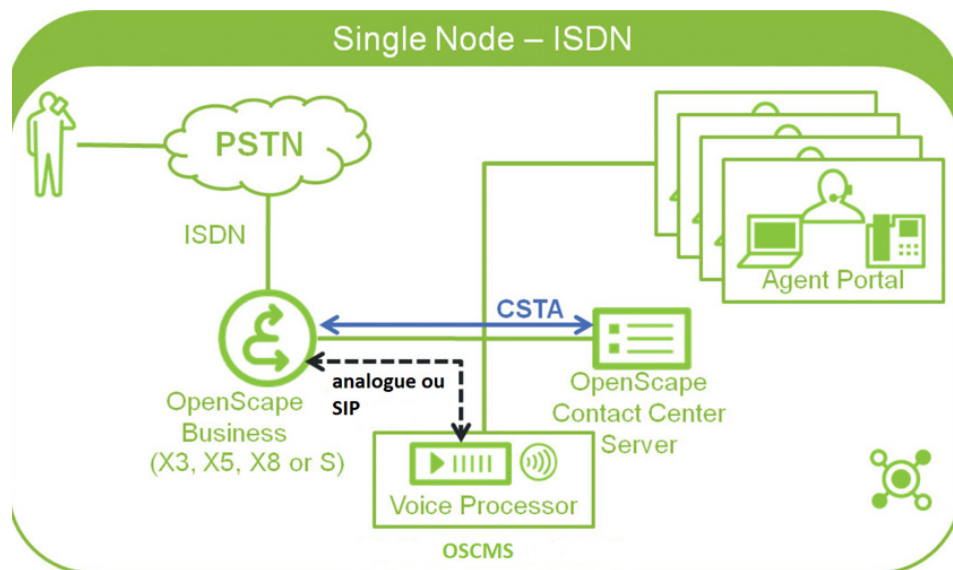 Single Node – ISDN
PSTN
ISDN
Agent Portal
CSTA
analogue ou
SIP
OpenScape
Business
(X3, X5, X8 or S)
OpenScape
Contact Center
Server
Voice Processor
OSCMS